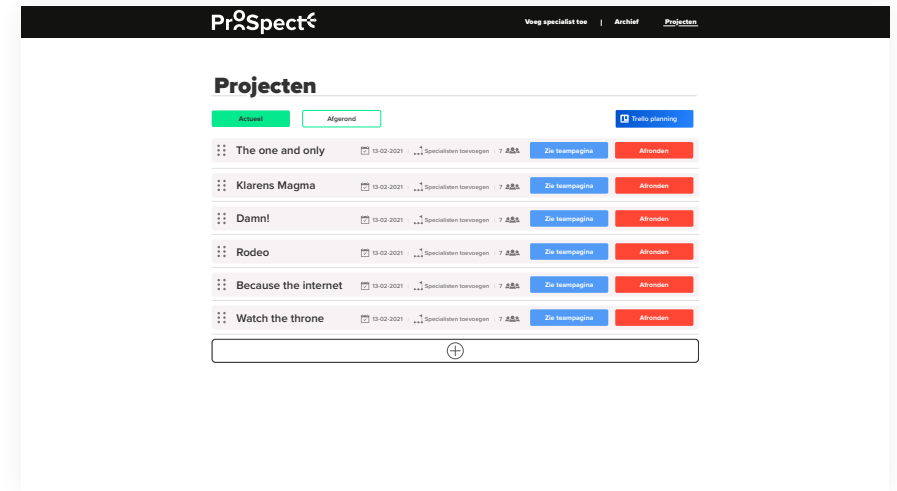 PrOSpect
Voeg specialist toe | Archief Projecten
Projecten
Actueel Afgerond Trello planning
The one and only 13-02-2021 Specialisten toevoegen 7 Zie teampagina Afronden
Klarens Magma 13-02-2021 Specialisten toevoegen 7 Zie teampagina Afronden
Damn! 13-02-2021 Specialisten toevoegen 7 Zie teampagina Afronden
Rodeo 13-02-2021 Specialisten toevoegen 7 Zie teampagina Afronden
Because the internet 13-02-2021 Specialisten toevoegen 7 Zie teampagina Afronden
Watch the throne 13-02-2021 Specialisten toevoegen 7 Zie teampagina Afronden